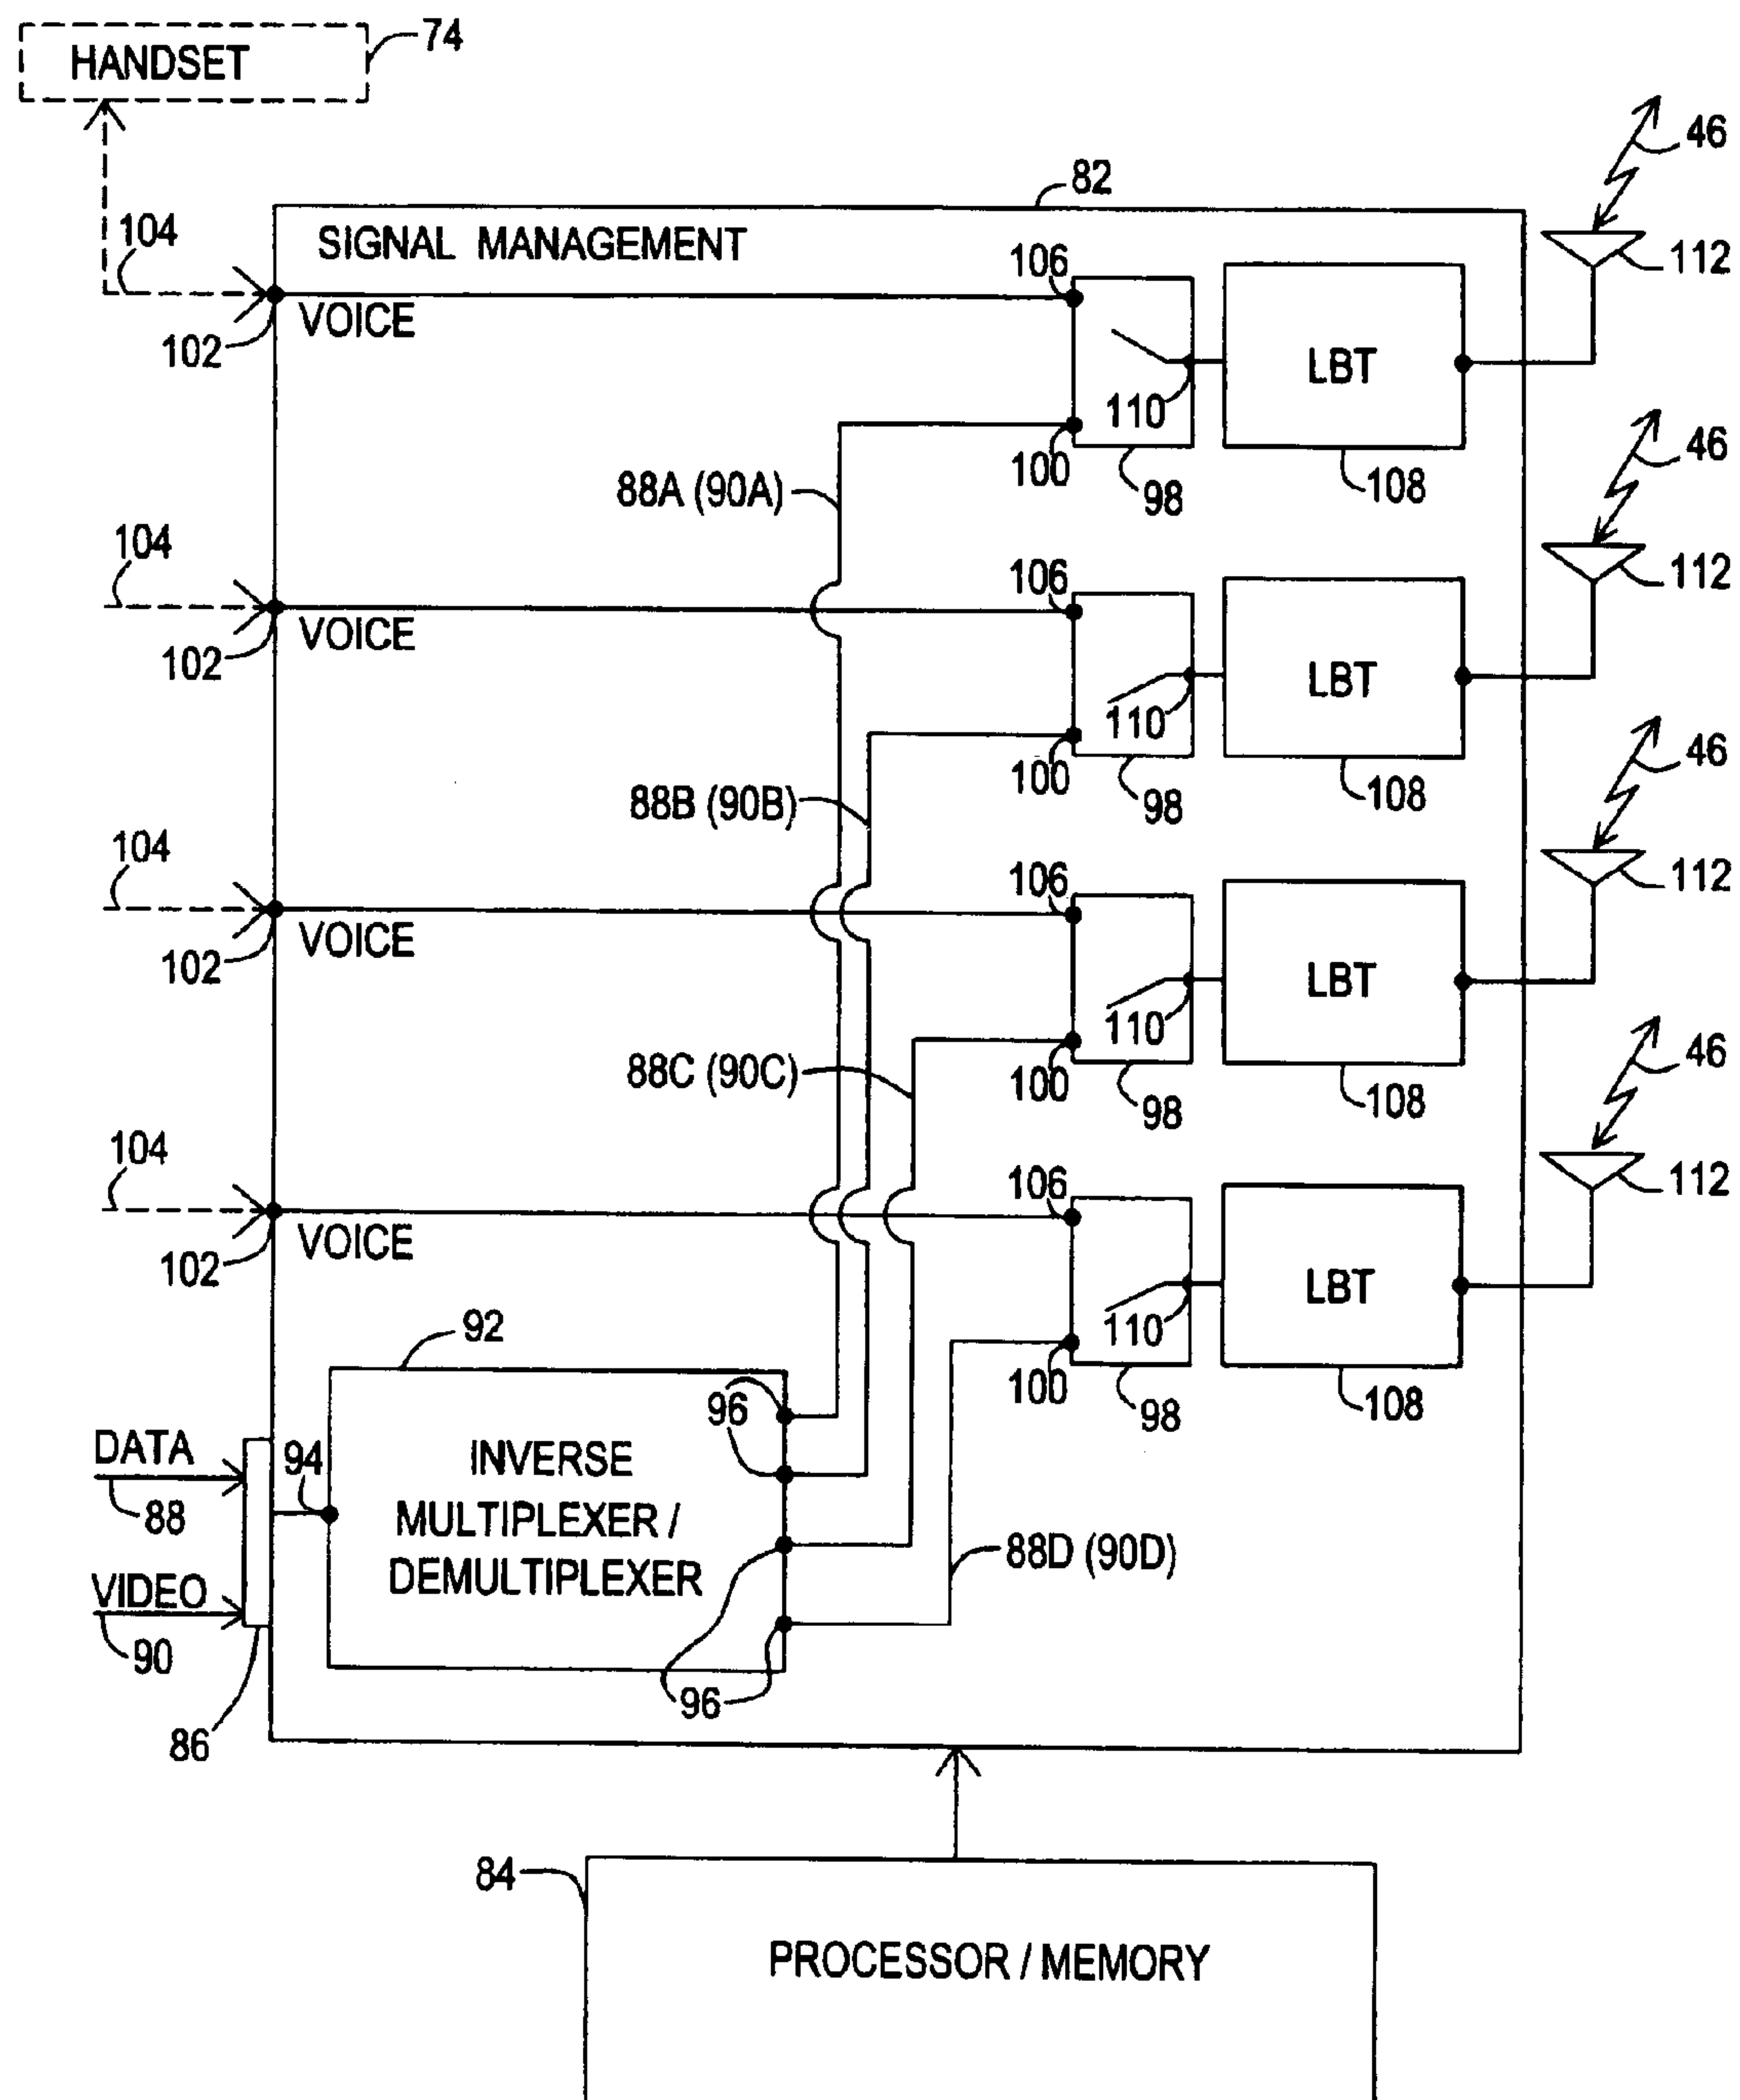 HANDSET
74
46
82
104
SIGNAL MANAGEMENT
106
112
VOICE
102
LBT
110
100
88A (90A)
98
108
46
104
106
112
VOICE
102
LBT
110
100
88B (90B)
98
108
46
104
106
112
VOICE
102
LBT
110
100
88C (90C)
98
108
46
104
106
112
VOICE
102
LBT
110
92
100
98
108
96
DATA
94
INVERSE
88
MULTIPLEXER /
88D (90D)
DEMULTIPLEXER
VIDEO
90
96
86
84
PROCESSOR / MEMORY